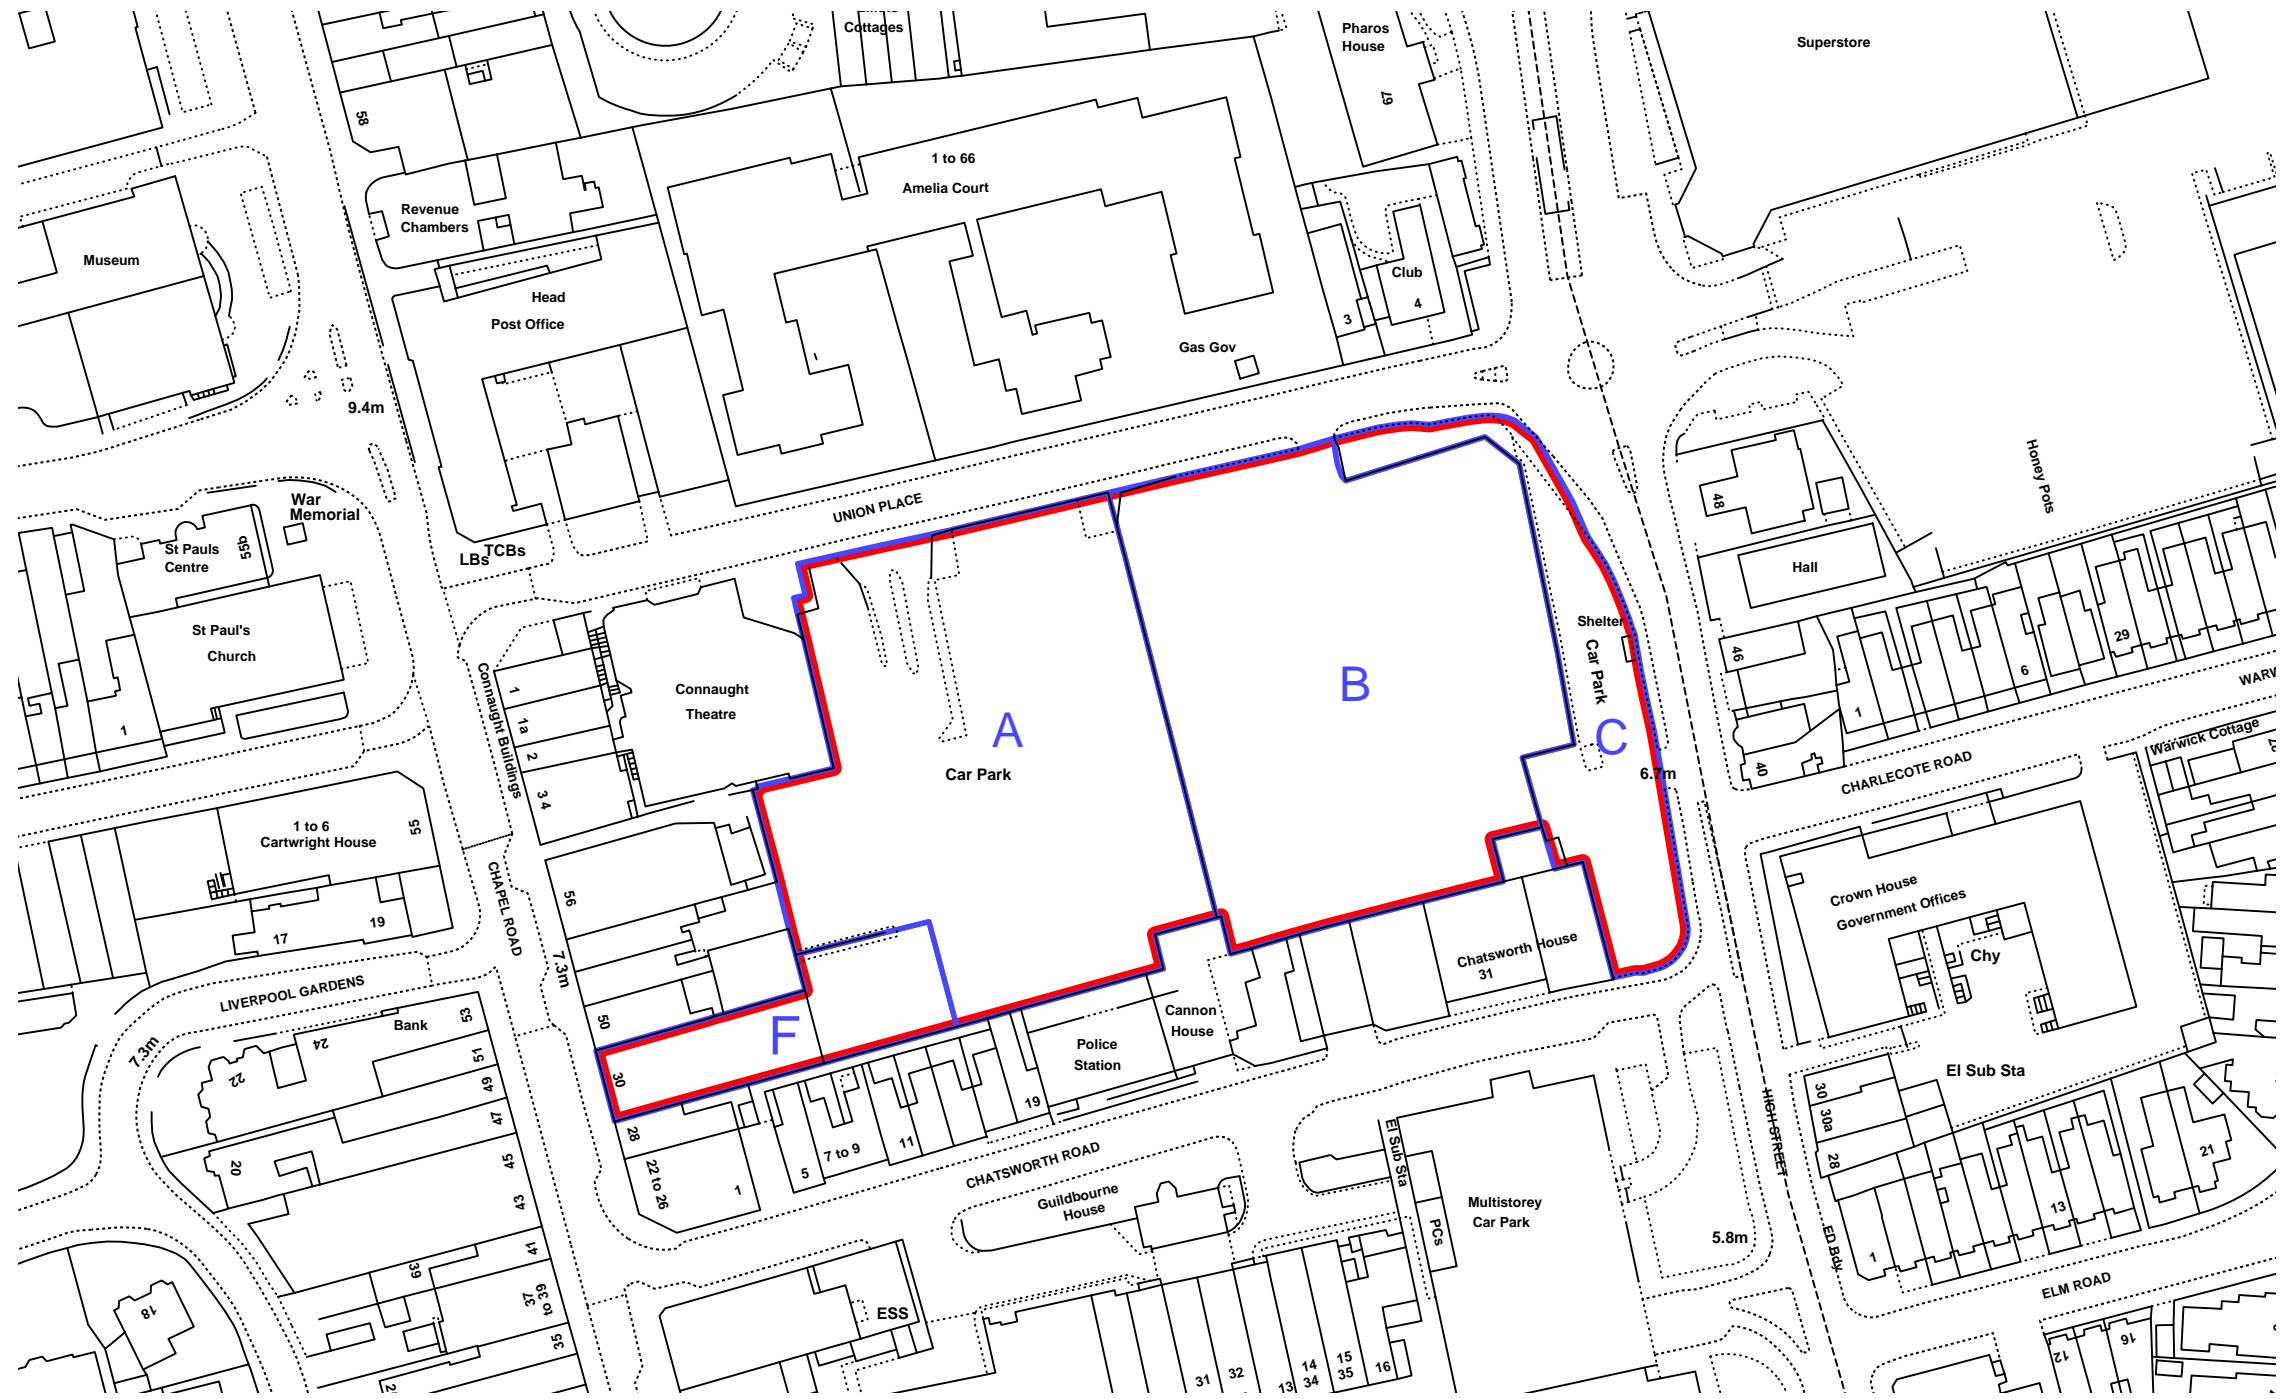 Cottages
Pharos
House
67
Superstore
58
1 to 66
Amelia Court
Revenue
Chambers
Museum
Head
Post Office
Club
4
3
Gas Gov
9.4m
War
Memorial
St Pauls
Centre
55b
UNION PLACE
LBs
TCBs
48
Honey Pots
Hall
St Paul's
Church
Shelter
Car Park
46
29
6
1
WARW
Connaught Buildings
1
1a
2
3 4
Connaught
Theatre
A
B
C
Car Park
6.7m
40
CHARLECOTE ROAD
Warwick Cottage
1
1 to 6
Cartwright House
55
CHAPEL ROAD
56
Crown House
Government Offices
Chy
17
19
7.3m
Chatsworth House
31
LIVERPOOL GARDENS
50
Bank
53
24
51
22
49
47
7.3m
F
30
Cannon
House
Police
Station
El Sub Sta
19
28
22 to 26
1
5
7 to 9
11
CHATSWORTH ROAD
El Sub Sta
HIGH STREET
30
30a
28
21
20
45
43
41
39
37
to
39
35
18
Guildbourne
House
Multistorey
Car Park
PCs
5.8m
ED Bdy
1
13
ELM ROAD
ESS
31
32
13
14
34
15
35
16
12
16